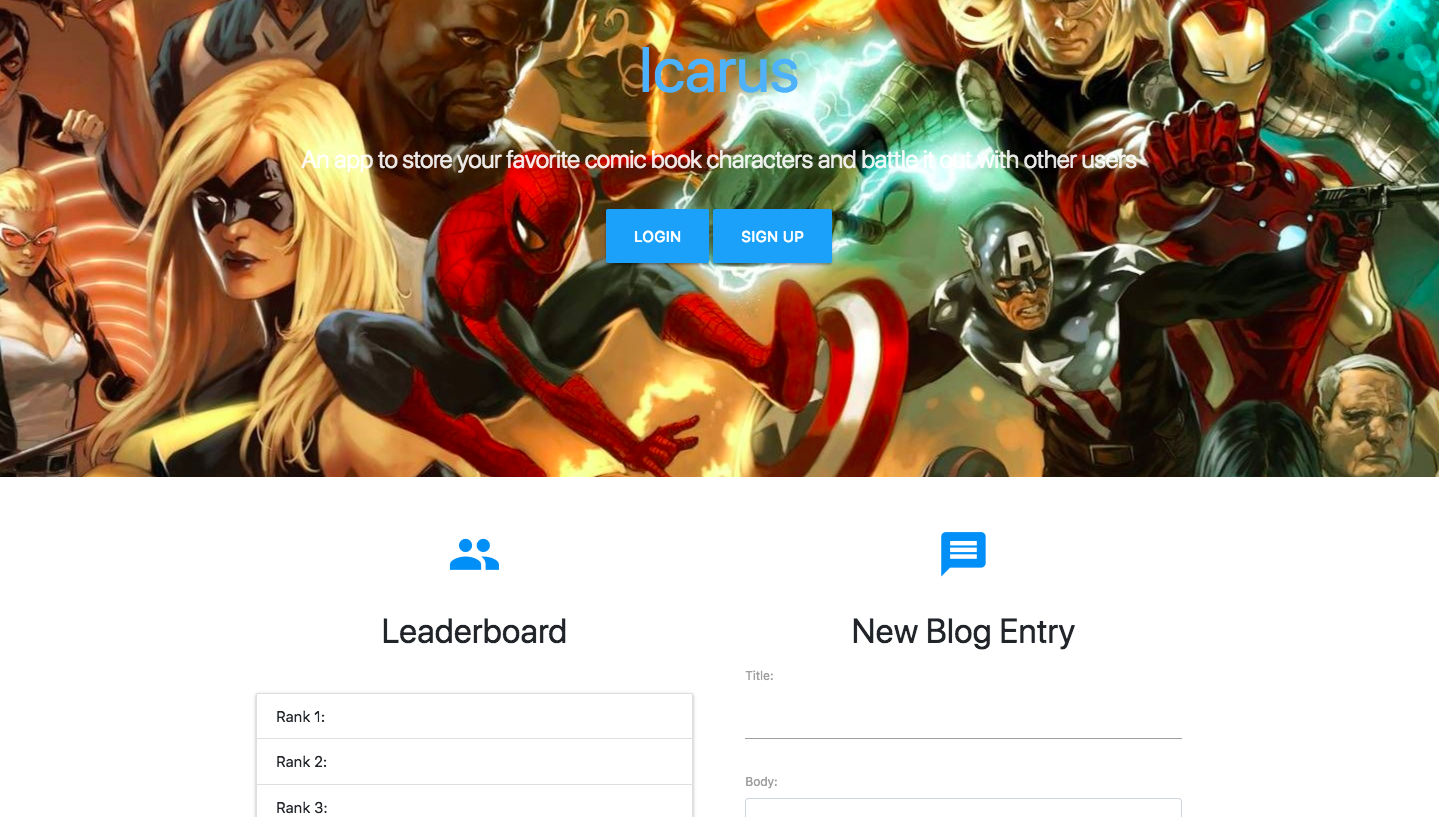 Icarus
An app to store your favorite comic book characters and battle it out with other users
LOGIN
SIGN UP
Leaderboard
Rank 1:
Rank 2:
Rank 3:
New Blog Entry
Title:
Body: